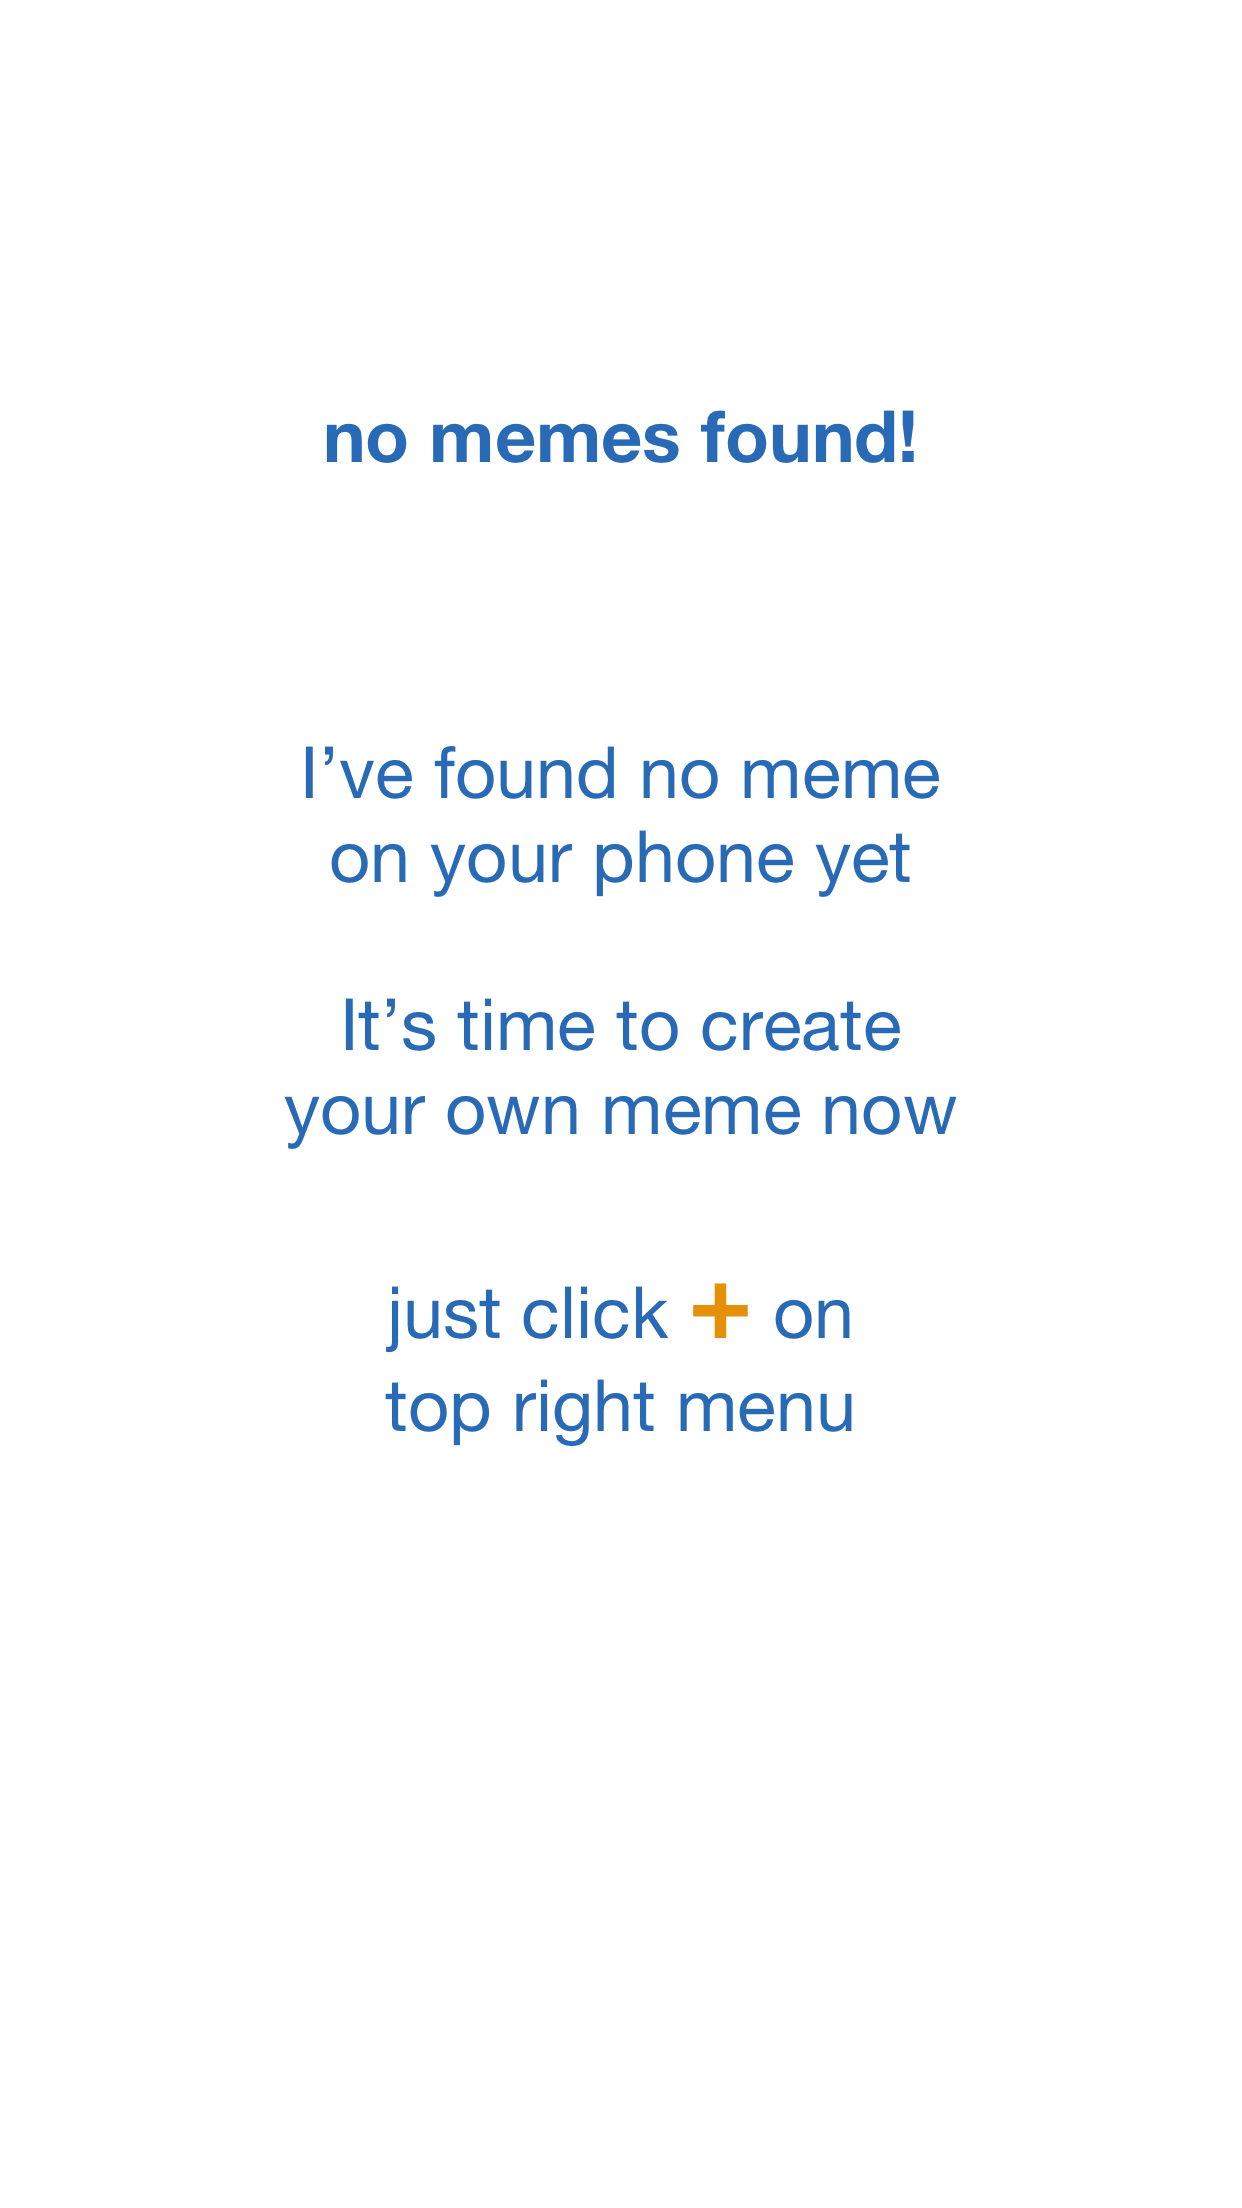 no memes found!
I’ve found no meme
on your phone yet
It’s time to create
your own meme now
just click + on
top right menu